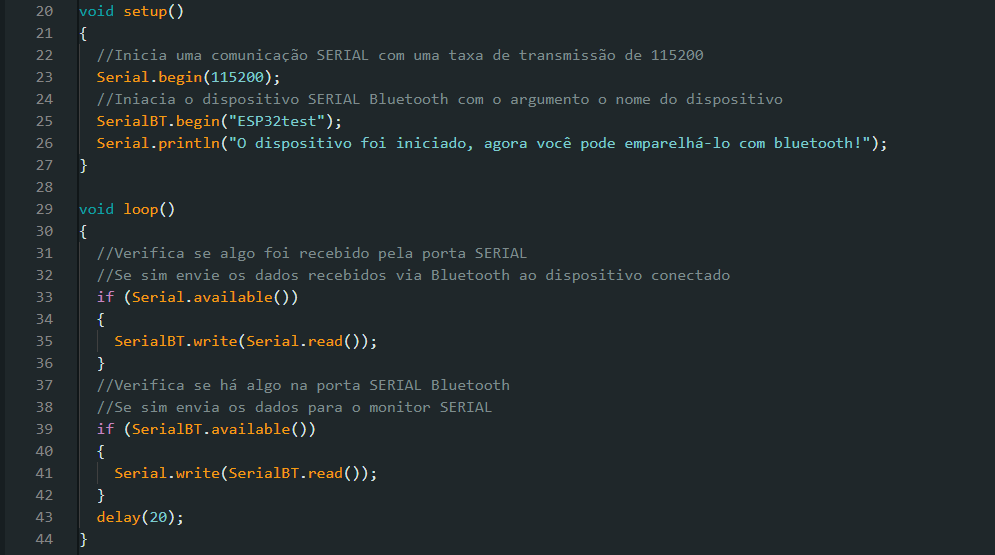 20 void setup()
21 {
22 //Inicia uma comunicação SERIAL com uma taxa de transmissão de 115200
23 Serial.begin(115200);
24 //Iniacia o dispositivo SERIAL Bluetooth com o argumento o nome do dispositivo
25 SerialBT.begin("ESP32test");
26 Serial.println("O dispositivo foi iniciado, agora você pode emparelhá-lo com bluetooth!");
27 }
28
29 void loop()
30 {
31 //Verifica se algo foi recebido pela porta SERIAL
32 //Se sim envie os dados recebidos via Bluetooth ao dispositivo conectado
33 if (Serial.available())
34 {
35 SerialBT.write(Serial.read());
36 }
37 //Verifica se há algo na porta SERIAL Bluetooth
38 //Se sim envia os dados para o monitor SERIAL
39 if (SerialBT.available())
40 {
41 Serial.write(SerialBT.read());
42 }
43 delay(20);
44 }